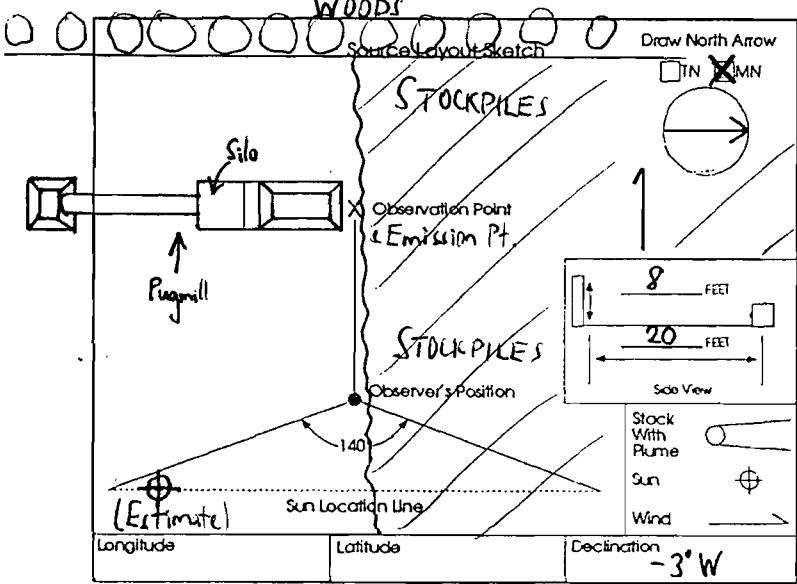 WOODS
Source Layout Sketch
Draw North Arrow
TN MN
STOCKPILES
Silo
Observation Point
& Emission Pt.
Pugmill
8 FEET
20 FEET
Side View
STOCKPILES
Observer's Position
140
Stack
With
Plume
Sun
Wind
(Estimate)
Sun Location Line
Longitude
Latitude
Declination
-3° W